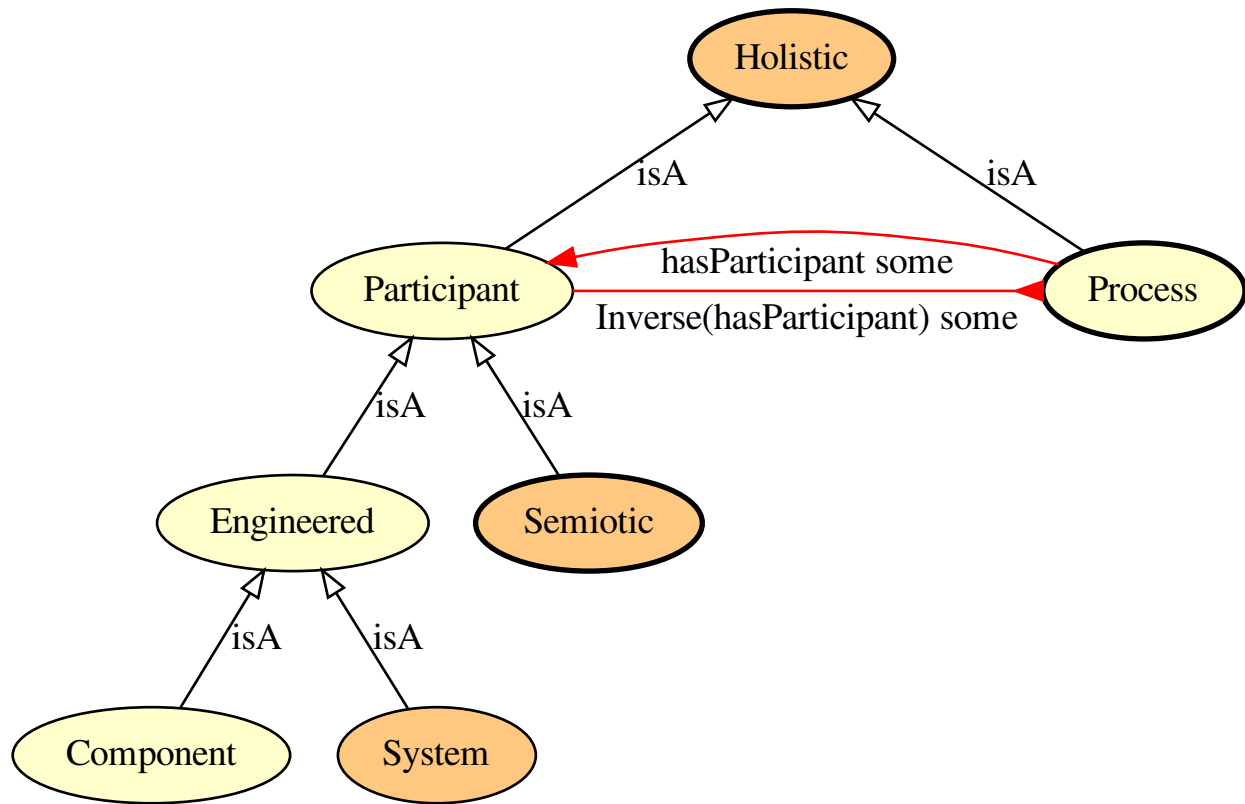 Holistic
isA
isA
hasParticipant some
Participant
Process
Inverse(hasParticipant) some
isA
isA
Engineered
Semiotic
isA
isA
Component
System